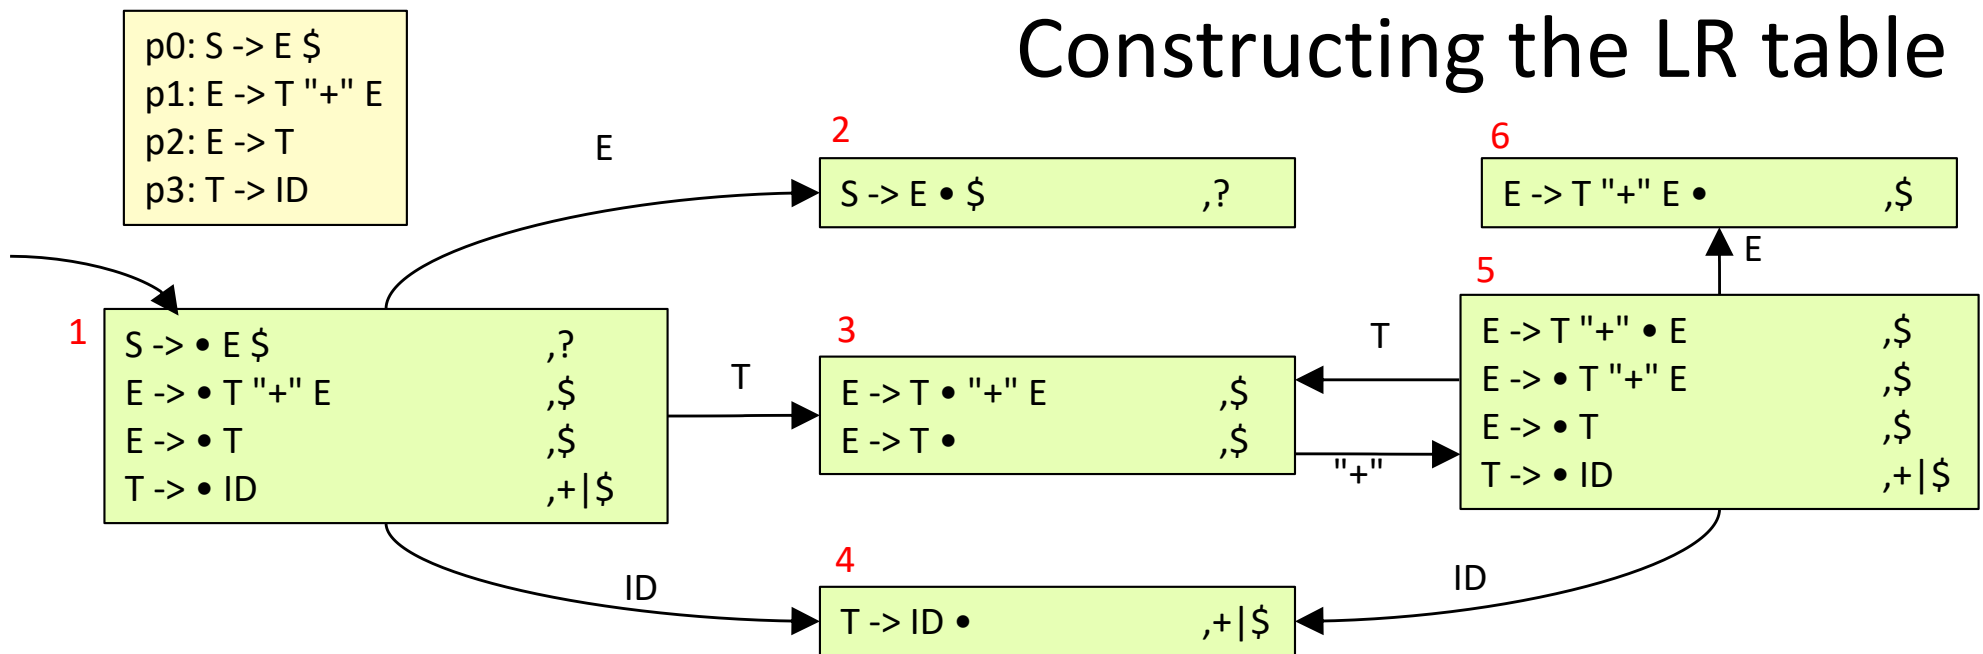 Constructing the LR table
p0: S -> E $
p1: E -> T "+" E
p2: E -> T
p3: T -> ID
E
2
S -> E • $ ,?
6
E -> T "+" E • ,$
E
1
S -> • E $ ,?
E -> • T "+" E ,$
E -> • T ,$
T -> • ID ,+|$
T
3
E -> T • "+" E ,$
E -> T • ,$
T
"+"
5
E -> T "+" • E ,$
E -> • T "+" E ,$
E -> • T ,$
T -> • ID ,+|$
ID
4
T -> ID • ,+|$
ID